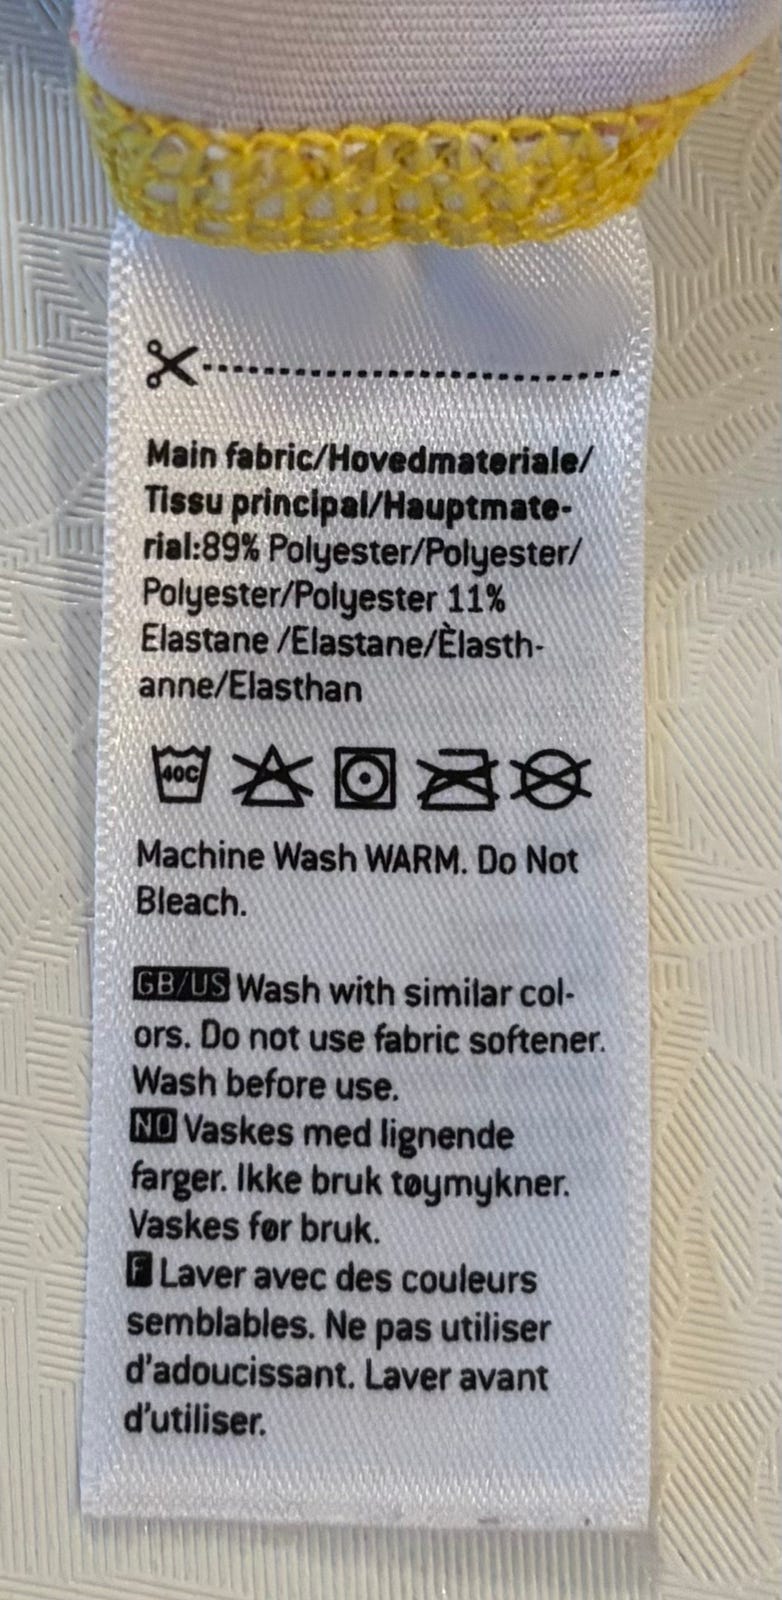 Main fabric/Hovedmateriale/
Tissu principal/Hauptmate-
rial:89% Polyester/Polyester/
Polyester/Polyester 11%
Elastane /Elastane/Èlasth-
anne/Elasthan
40C
Machine Wash WARM. Do Not
Bleach.
GB/US Wash with similar col-
ors. Do not use fabric softener.
Wash before use.
NO Vaskes med lignende
farger. Ikke bruk tøymykner.
Vaskes før bruk.
F Laver avec des couleurs
semblables. Ne pas utiliser
d'adoucissant. Laver avant
d'utiliser.